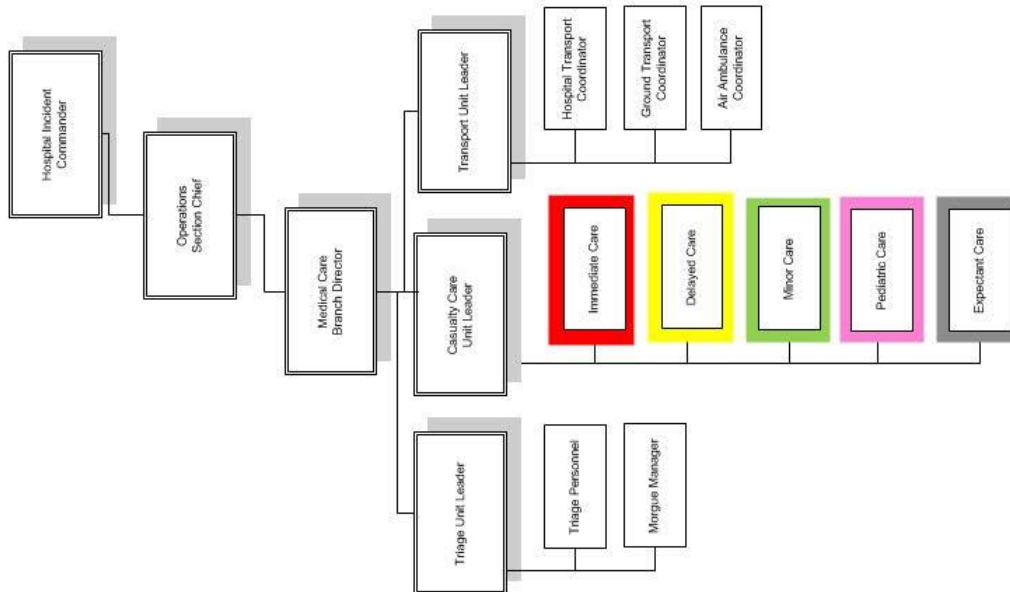 Hospital Incident
Commander
Operations
Section Chief
Medical Care
Branch Director
Triage Unit Leader
Casualty Care
Unit Leader
Transport Unit Leader
Triage Personnel
Morgue Manager
Immediate Care
Delayed Care
Minor Care
Pediatric Care
Expectant Care
Hospital Transport
Coordinator
Ground Transport
Coordinator
Air Ambulance
Coordinator